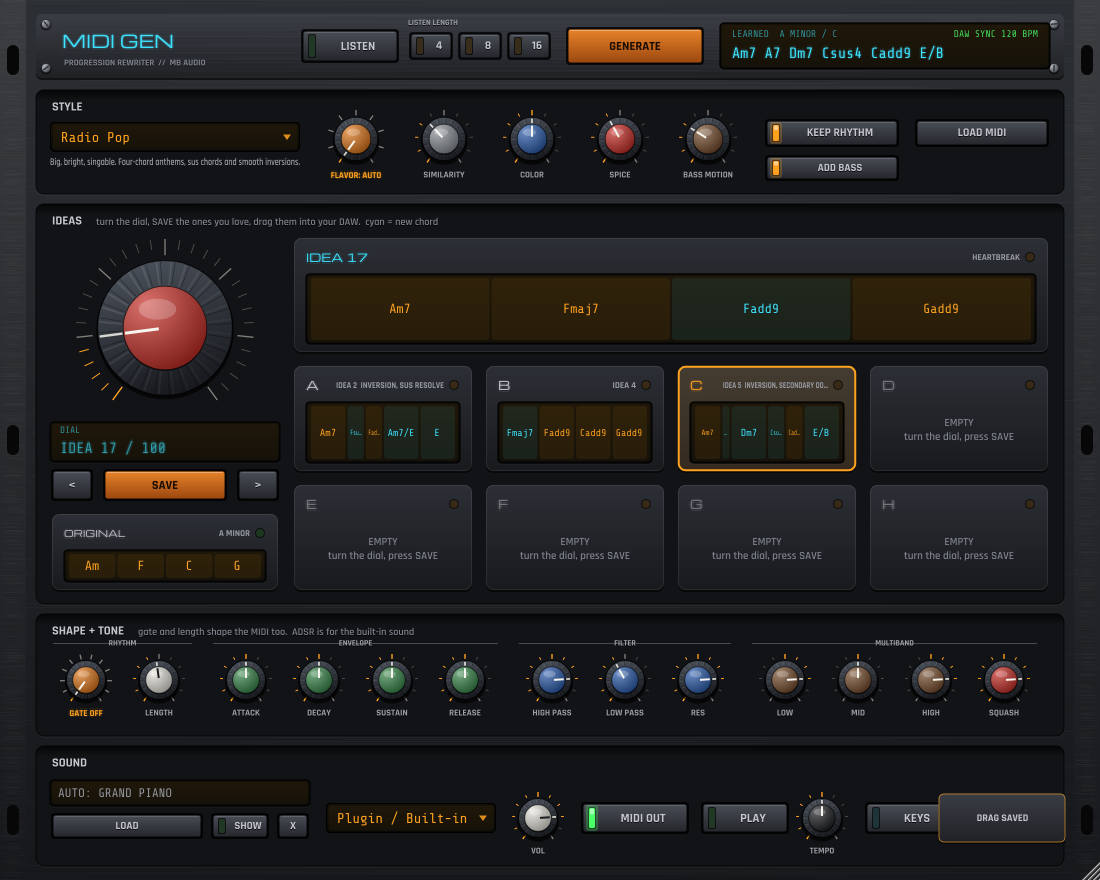 LISTEN LENGTH
MIDI GEN
PROGRESSION REWRITER // MB AUDIO
LISTEN
4
8
16
GENERATE
LEARNED A MINOR / C
DAW SYNC 120 BPM
Am7 A7 Dm7 Csus4 Cadd9 E/B
STYLE
Radio Pop
Big, bright, singable. Four-chord anthems, sus chords and smooth inversions.
FLAVOR: AUTO
SIMILARITY
COLOR
SPICE
BASS MOTION
KEEP RHYTHM
LOAD MIDI
ADD BASS
IDEAS
turn the dial, SAVE the ones you love, drag them into your DAW. cyan = new chord
IDEA 17
HEARTBREAK
Am7 Fmaj7 Fadd9 Gadd9
DIAL
IDEA 17 / 100
<
SAVE
>
ORIGINAL
A MINOR
Am F C G
A
IDEA 2 INVERSION, SUS RESOLVE
Am7 Fsu… Fad… Am7/E E
B
IDEA 4
Fmaj7 Fadd9 Cadd9 Gadd9
C
IDEA 5 INVERSION, SECONDARY DO…
Am7 … Dm7 Csu… Cad… E/B
D
EMPTY
turn the dial, press SAVE
E
EMPTY
turn the dial, press SAVE
F
EMPTY
turn the dial, press SAVE
G
EMPTY
turn the dial, press SAVE
H
EMPTY
turn the dial, press SAVE
SHAPE + TONE
gate and length shape the MIDI too. ADSR is for the built-in sound
RHYTHM
ENVELOPE
FILTER
MULTIBAND
GATE OFF
LENGTH
ATTACK
DECAY
SUSTAIN
RELEASE
HIGH PASS
LOW PASS
RES
LOW
MID
HIGH
SQUASH
SOUND
AUTO: GRAND PIANO
LOAD
SHOW
X
Plugin / Built-in
VOL
MIDI OUT
PLAY
TEMPO
KEYS
DRAG SAVED